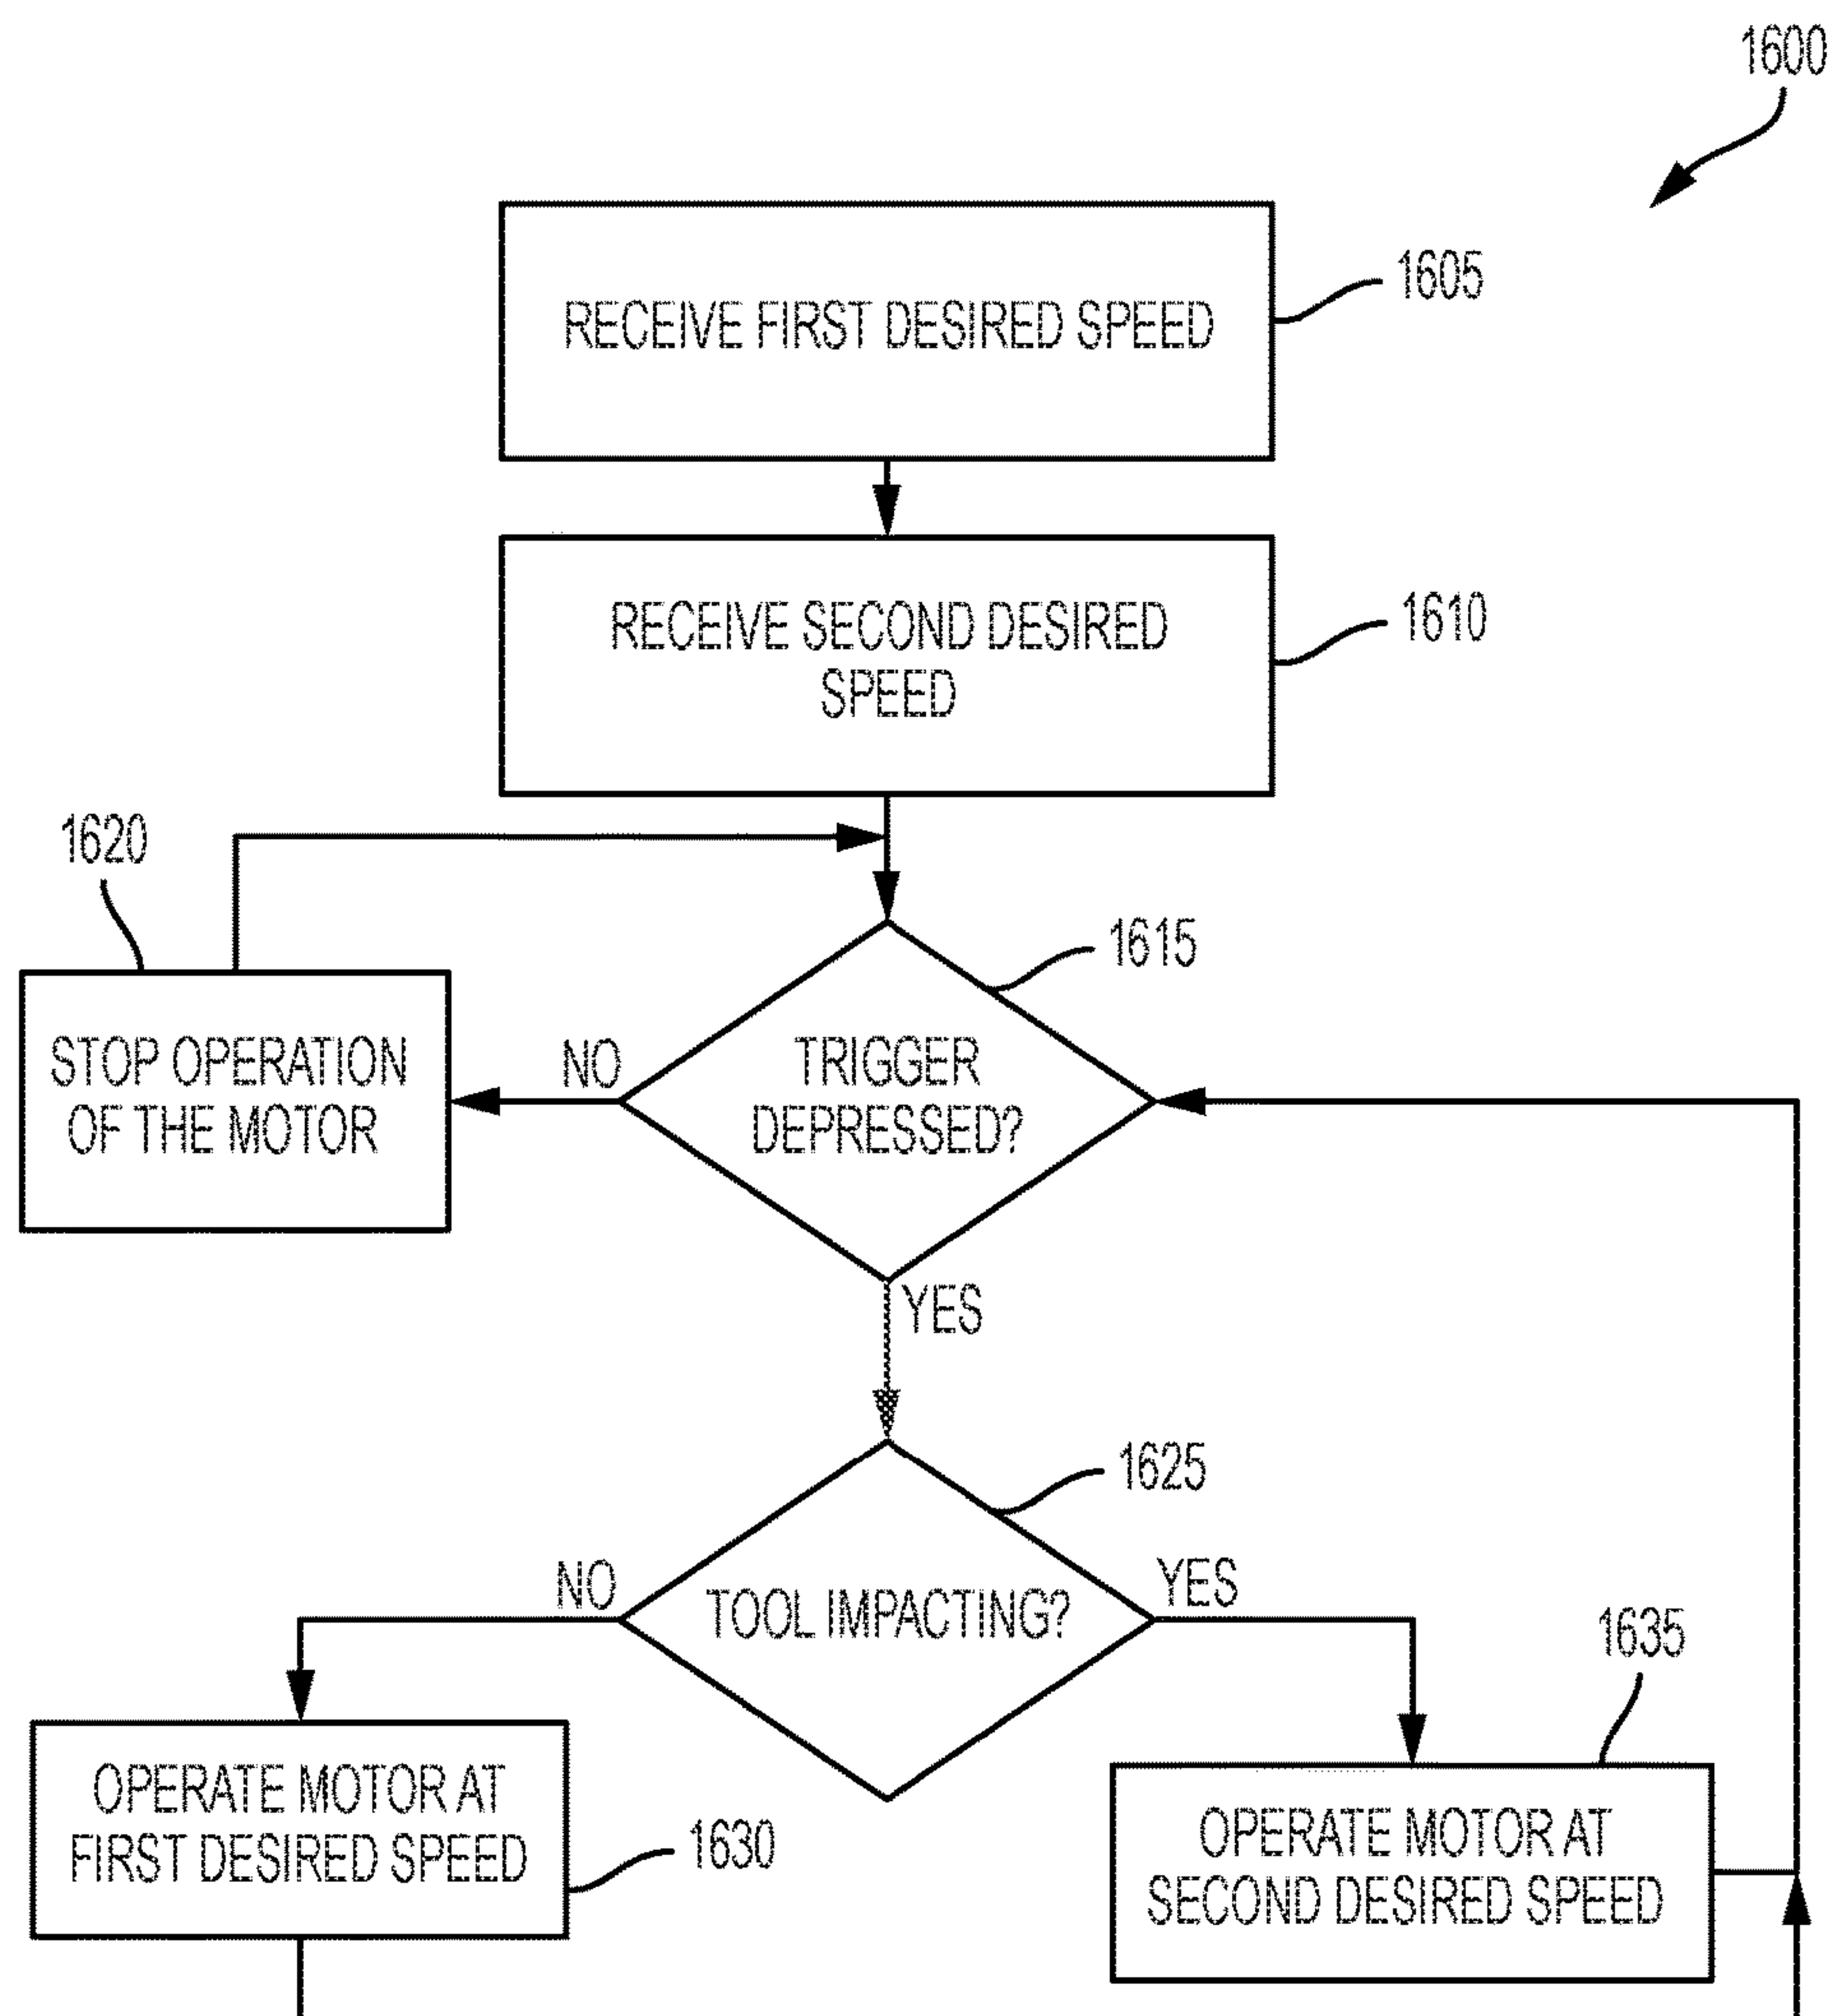 1600
RECEIVE FIRST DESIRED SPEED
1605
RECEIVE SECOND DESIRED
SPEED
1610
1620
1615
STOP OPERATION
OF THE MOTOR
NO
TRIGGER
DEPRESSED?
YES
1625
NO
TOOL IMPACTING?
YES
1635
OPERATE MOTOR AT
FIRST DESIRED SPEED
1630
OPERATE MOTOR AT
SECOND DESIRED SPEED